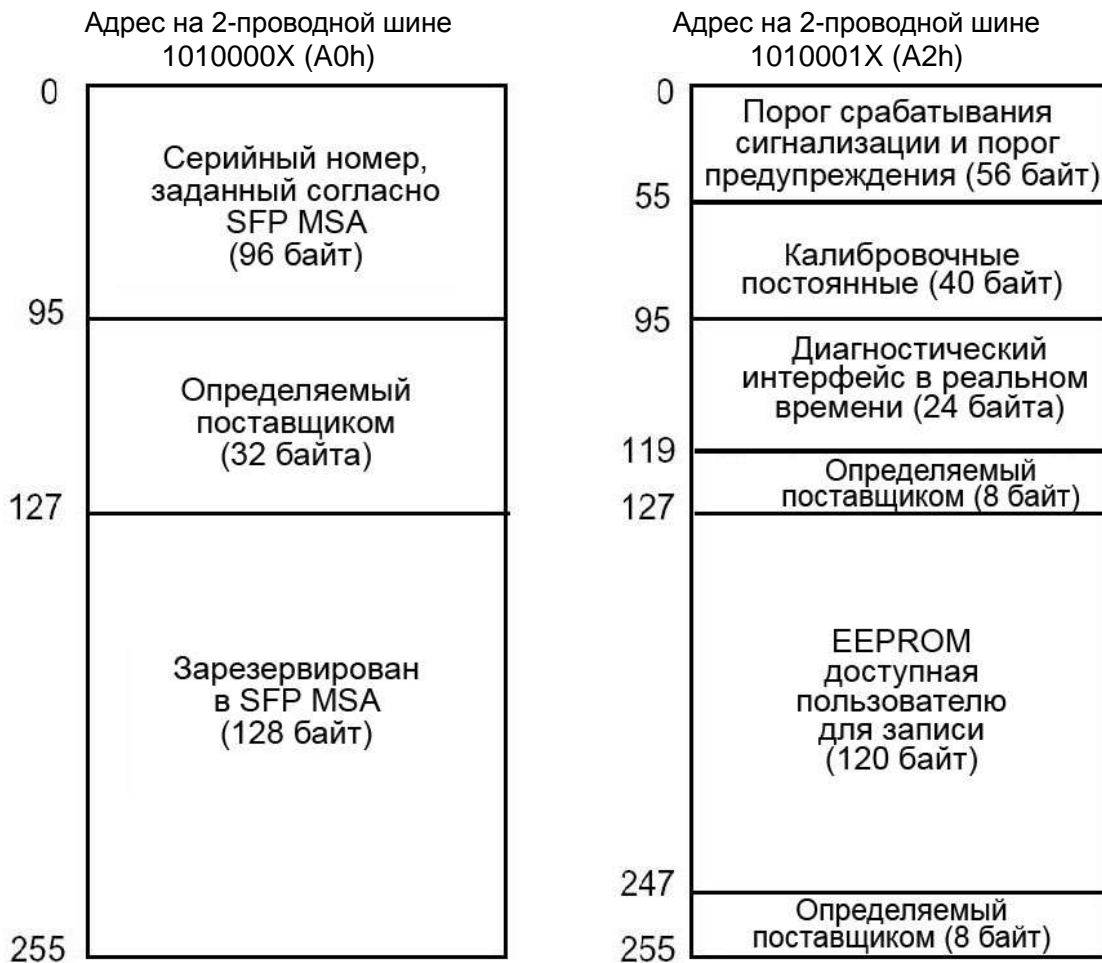 Адрес на 2-проводной шине
1010000X (A0h)
0
Серийный номер,
заданный согласно
SFP MSA
(96 байт)
95
Определяемый
поставщиком
(32 байта)
127
Зарезервирован
в SFP MSA
(128 байт)
255
Адрес на 2-проводной шине
1010001X (A2h)
0
Порог срабатывания
сигнализации и порог
предупреждения (56 байт)
55
Калибровочные
постоянные (40 байт)
95
Диагностический
интерфейс в реальном
времени (24 байта)
119
Определяемый
поставщиком (8 байт)
127
EEPROM
доступная
пользователю
для записи
(120 байт)
247
Определяемый
поставщиком (8 байт)
255